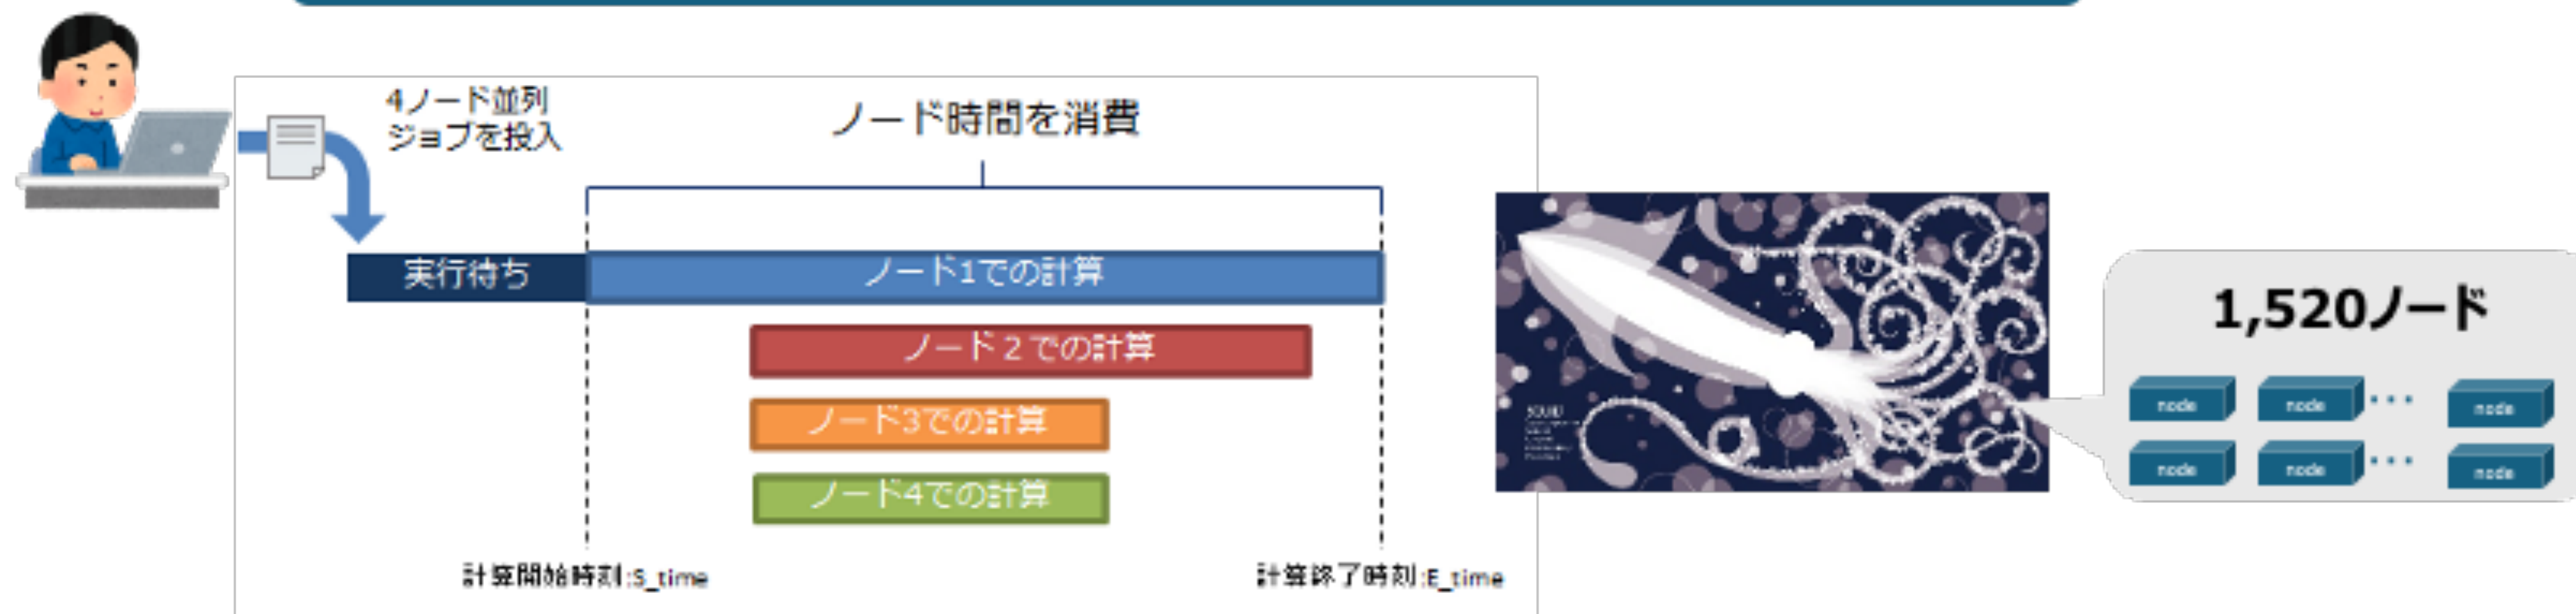 4ノード並列
ジョブを投入
ノード時間を消費
実行待ち
ノード1での計算
ノード２での計算
ノード3での計算
ノード4での計算
計算開始時刻:S_time
計算終了時刻:E_time
SQUID
1,520ノード
node node ･･･ node
node node ･･･ node